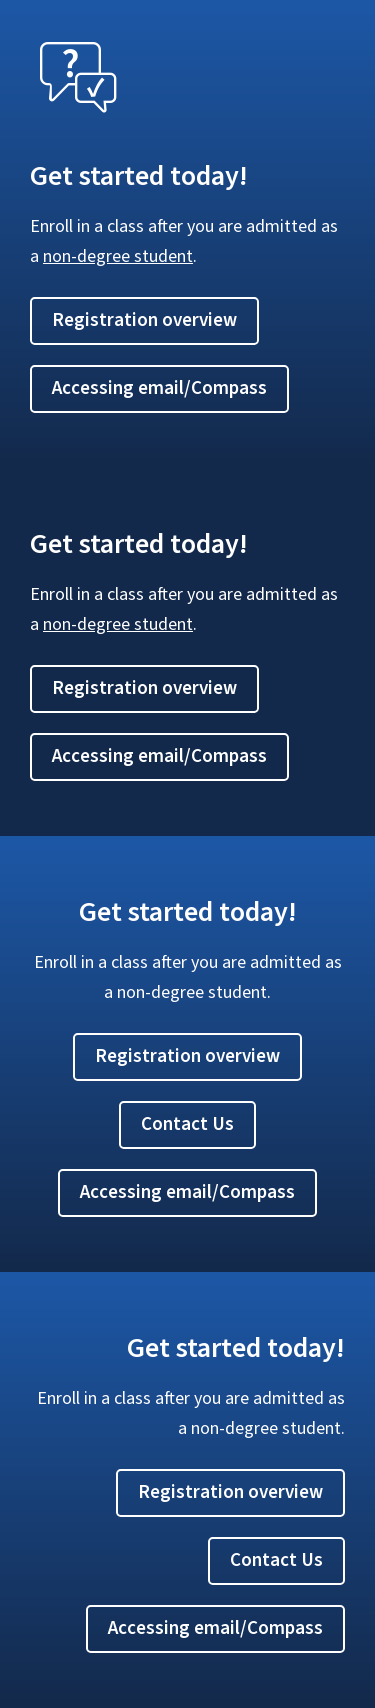 ?
Get started today!
Enroll in a class after you are admitted as
a non-degree student.
Registration overview
Accessing email/Compass
Get started today!
Enroll in a class after you are admitted as
a non-degree student.
Registration overview
Accessing email/Compass
Get started today!
Enroll in a class after you are admitted as
a non-degree student.
Registration overview
Contact Us
Accessing email/Compass
Get started today!
Enroll in a class after you are admitted as
a non-degree student.
Registration overview
Contact Us
Accessing email/Compass